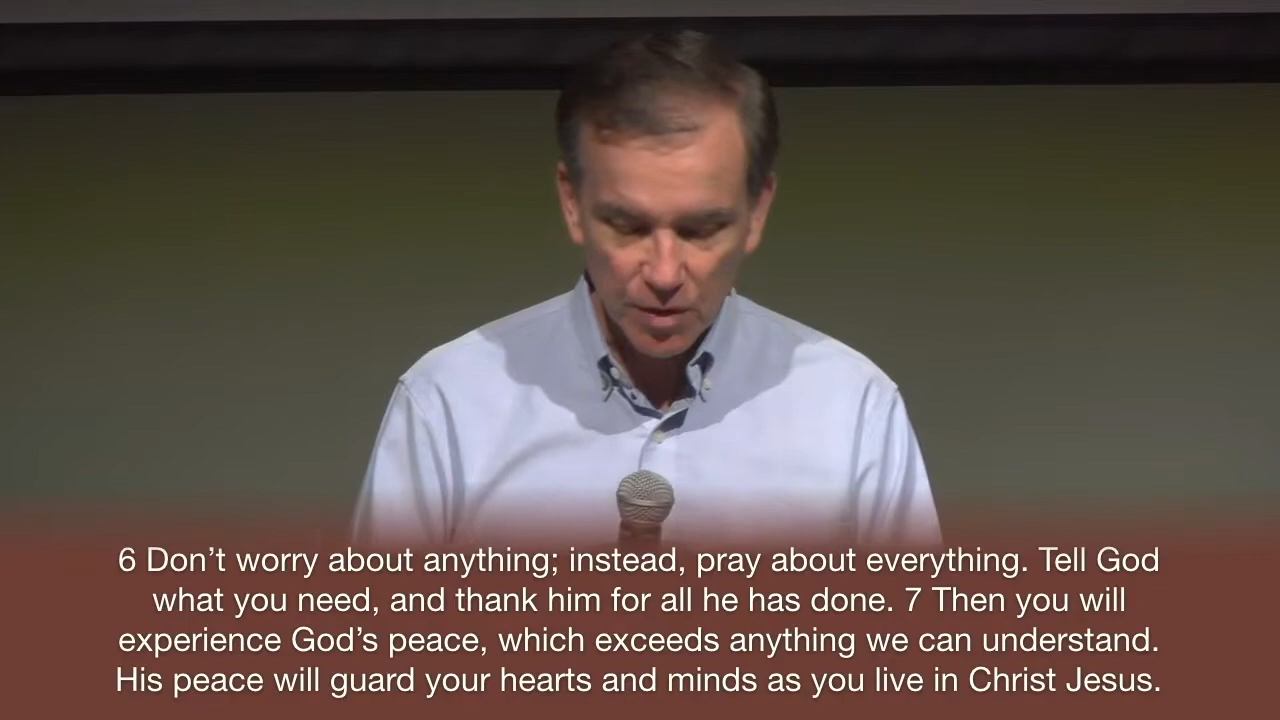 6 Don’t worry about anything; instead, pray about everything. Tell God
what you need, and thank him for all he has done. 7 Then you will
experience God’s peace, which exceeds anything we can understand.
His peace will guard your hearts and minds as you live in Christ Jesus.